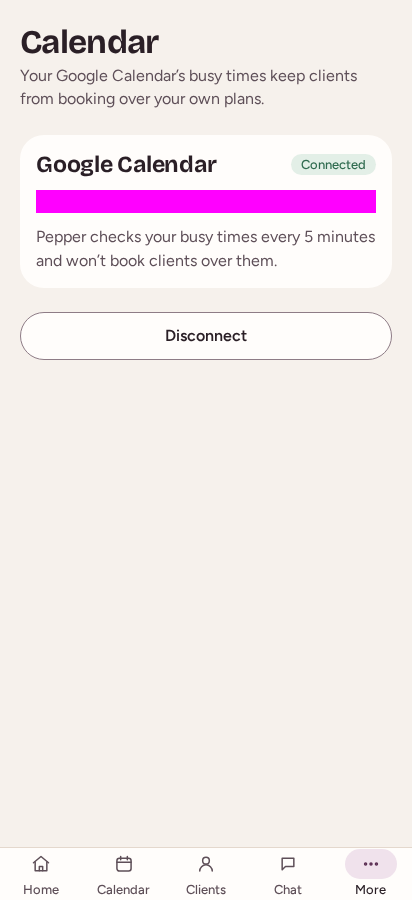 Calendar
Your Google Calendar’s busy times keep clients
from booking over your own plans.
Google Calendar
Connected
Pepper checks your busy times every 5 minutes
and won’t book clients over them.
Disconnect
Home
Calendar
Clients
Chat
More